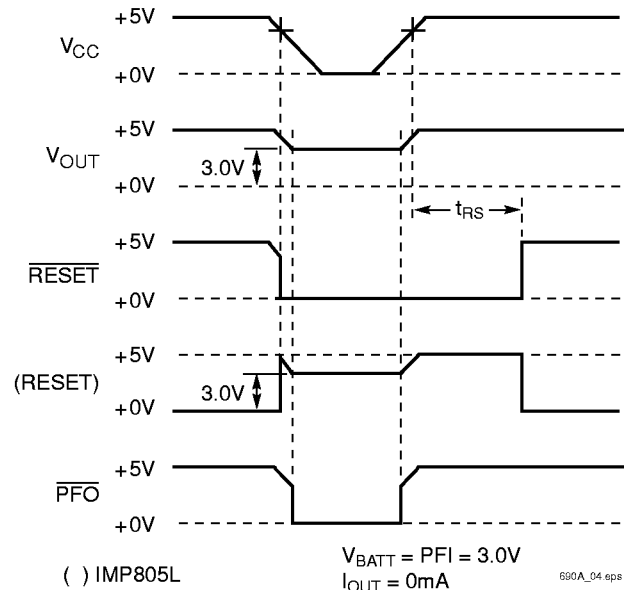 +5V
VCC
+0V
+5V
VOUT
3.0V
+0V
tRS
+5V
RESET
+0V
+5V
(RESET)
3.0V
+0V
+5V
PFO
+0V
( ) IMP805L
VBATT = PFI = 3.0V
IOUT = 0mA
690A_04.eps